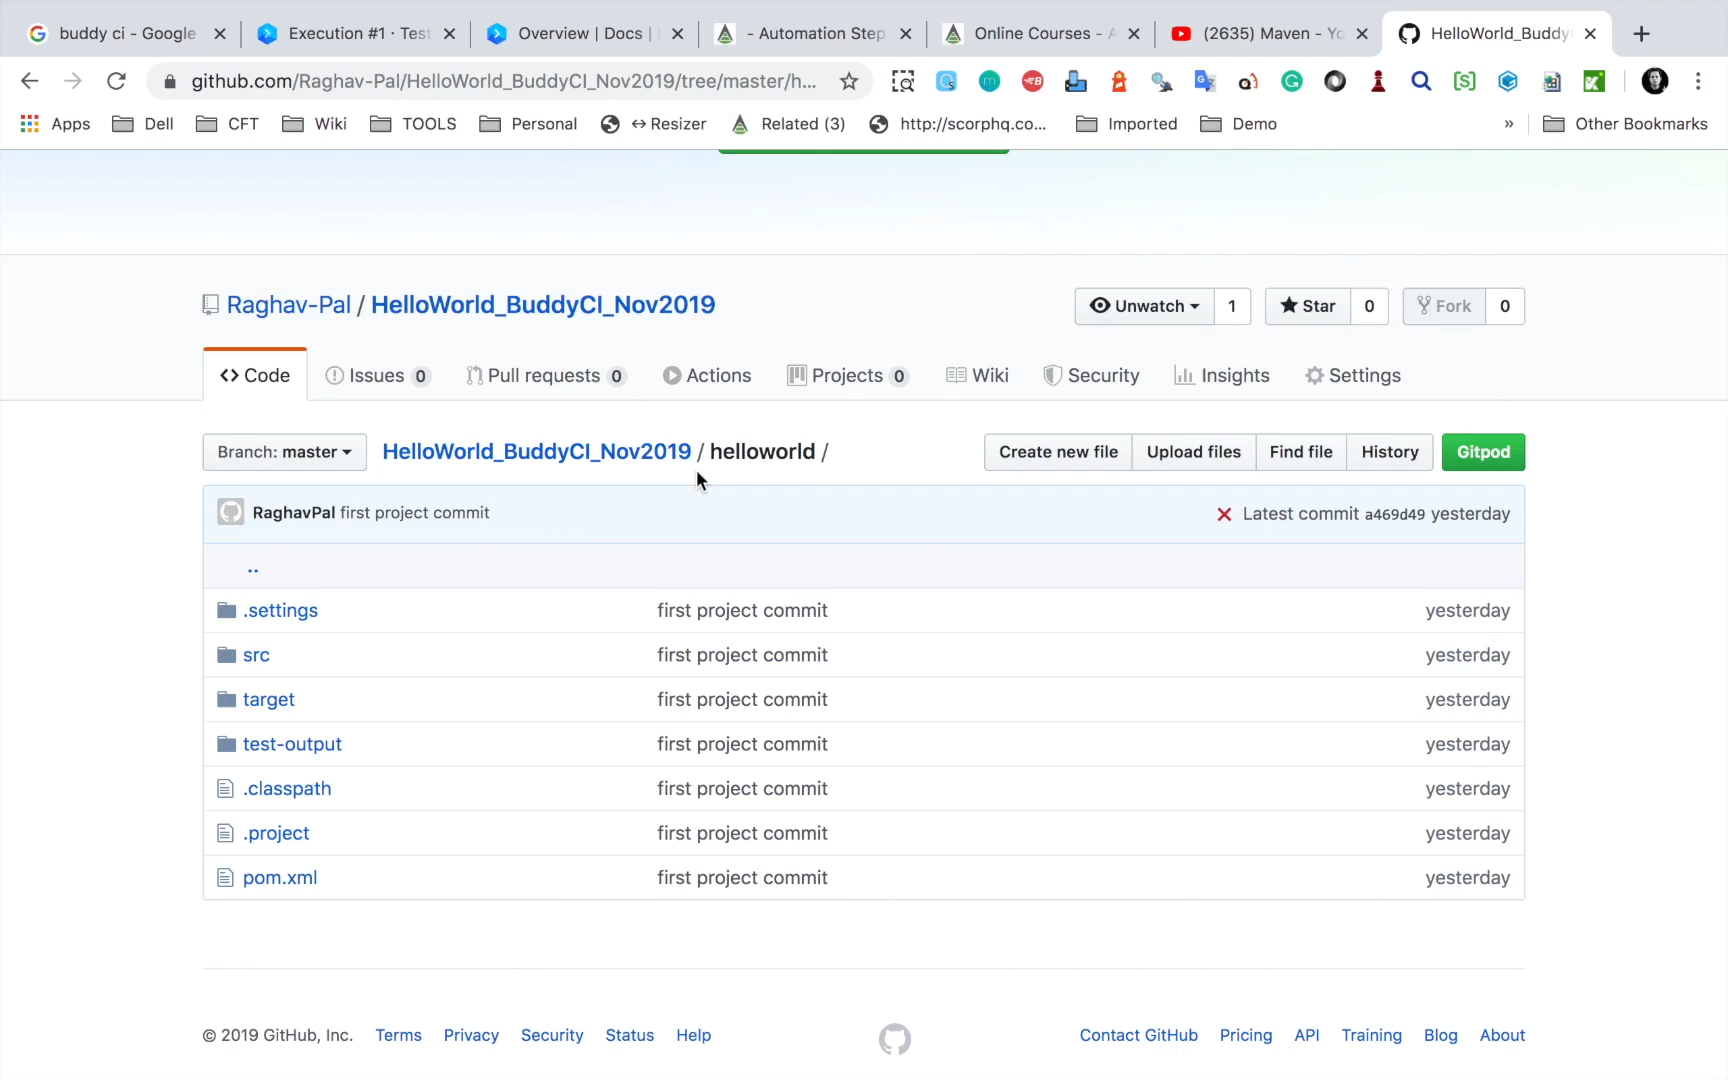 buddy ci - Google
Execution #1 · Test
Overview | Docs |
- Automation Step
Online Courses - A
(2635) Maven - Yo
HelloWorld_Buddy
github.com/Raghav-Pal/HelloWorld_BuddyCI_Nov2019/tree/master/h...
Apps Dell CFT Wiki TOOLS Personal ↔Resizer Related (3) http://scorphq.co... Imported Demo » Other Bookmarks
Raghav-Pal / HelloWorld_BuddyCI_Nov2019
Unwatch 1 Star 0 Fork 0
Code Issues 0 Pull requests 0 Actions Projects 0 Wiki Security Insights Settings
Branch: master HelloWorld_BuddyCI_Nov2019 / helloworld /
Create new file Upload files Find file History Gitpod
RaghavPal first project commit
Latest commit a469d49 yesterday
..
.settings first project commit yesterday
src first project commit yesterday
target first project commit yesterday
test-output first project commit yesterday
.classpath first project commit yesterday
.project first project commit yesterday
pom.xml first project commit yesterday
© 2019 GitHub, Inc. Terms Privacy Security Status Help
Contact GitHub Pricing API Training Blog About